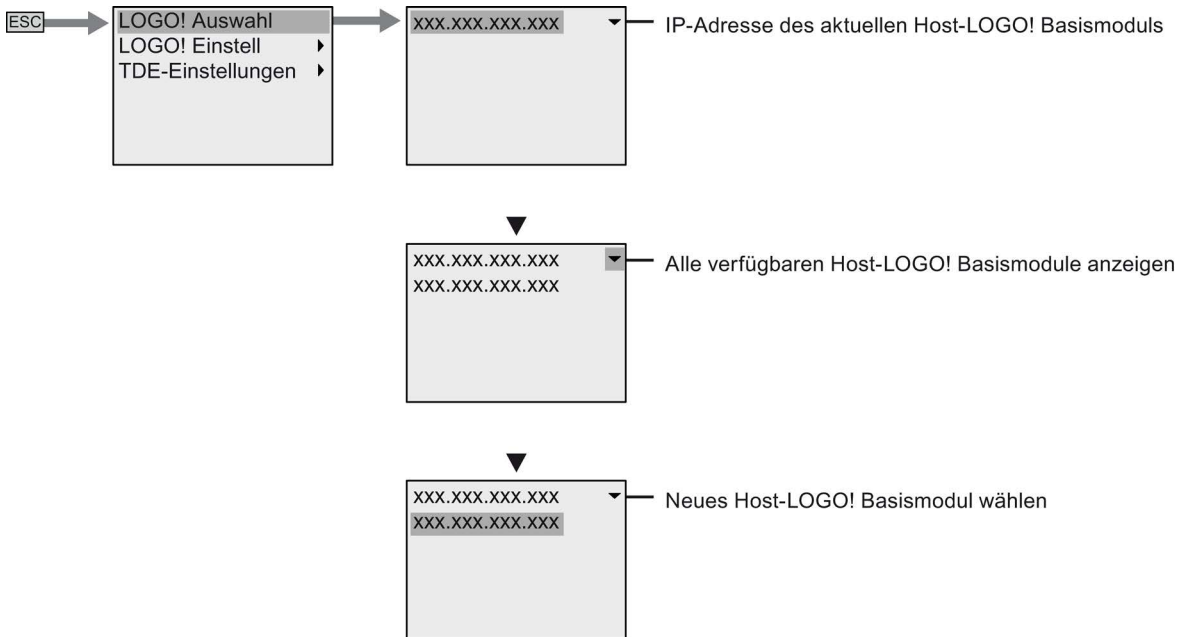 ESC
LOGO! Auswahl
LOGO! Einstell
TDE-Einstellungen
xxx.xxx.xxx.xxx
IP-Adresse des aktuellen Host-LOGO! Basismoduls
xxx.xxx.xxx.xxx
xxx.xxx.xxx.xxx
Alle verfügbaren Host-LOGO! Basismodule anzeigen
xxx.xxx.xxx.xxx
xxx.xxx.xxx.xxx
Neues Host-LOGO! Basismodul wählen